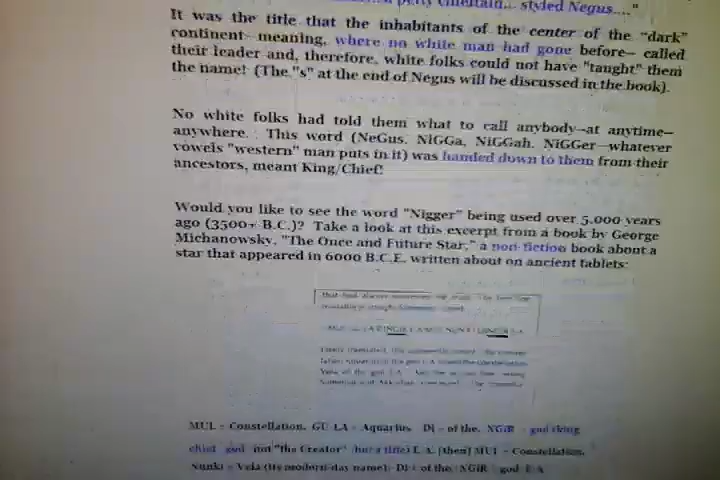 petty chieftain... styled Negus...."
It was the title that the inhabitants of the center of the "dark"
continent--meaning, where no white man had gone before-- called
their leader and, therefore, white folks could not have "taught" them
the name! (The "s" at the end of Negus will be discussed in the book).
No white folks had told them what to call anybody--at anytime--
anywhere. This word (NeGus, NiGGa, NiGGah, NiGGer--whatever
vowels "western" man puts in it) was handed down to them from their
ancestors, meant King/Chief!
Would you like to see the word "Nigger" being used over 5,000 years
ago (3500+ B.C.)? Take a look at this excerpt from a book by George
Michanowsky, "The Once and Future Star," a non-fiction book about a
star that appeared in 6000 B.C.E. written about on ancient tablets:
MUL = Constellation, GU LA = Aquarius, Di = of the, NGiR = god (king
chief god not "the Creator" but a title) E A, [then] MUL = Constellation,
Nunki = Vela (its modern-day name) Di = of the NGiR god E A